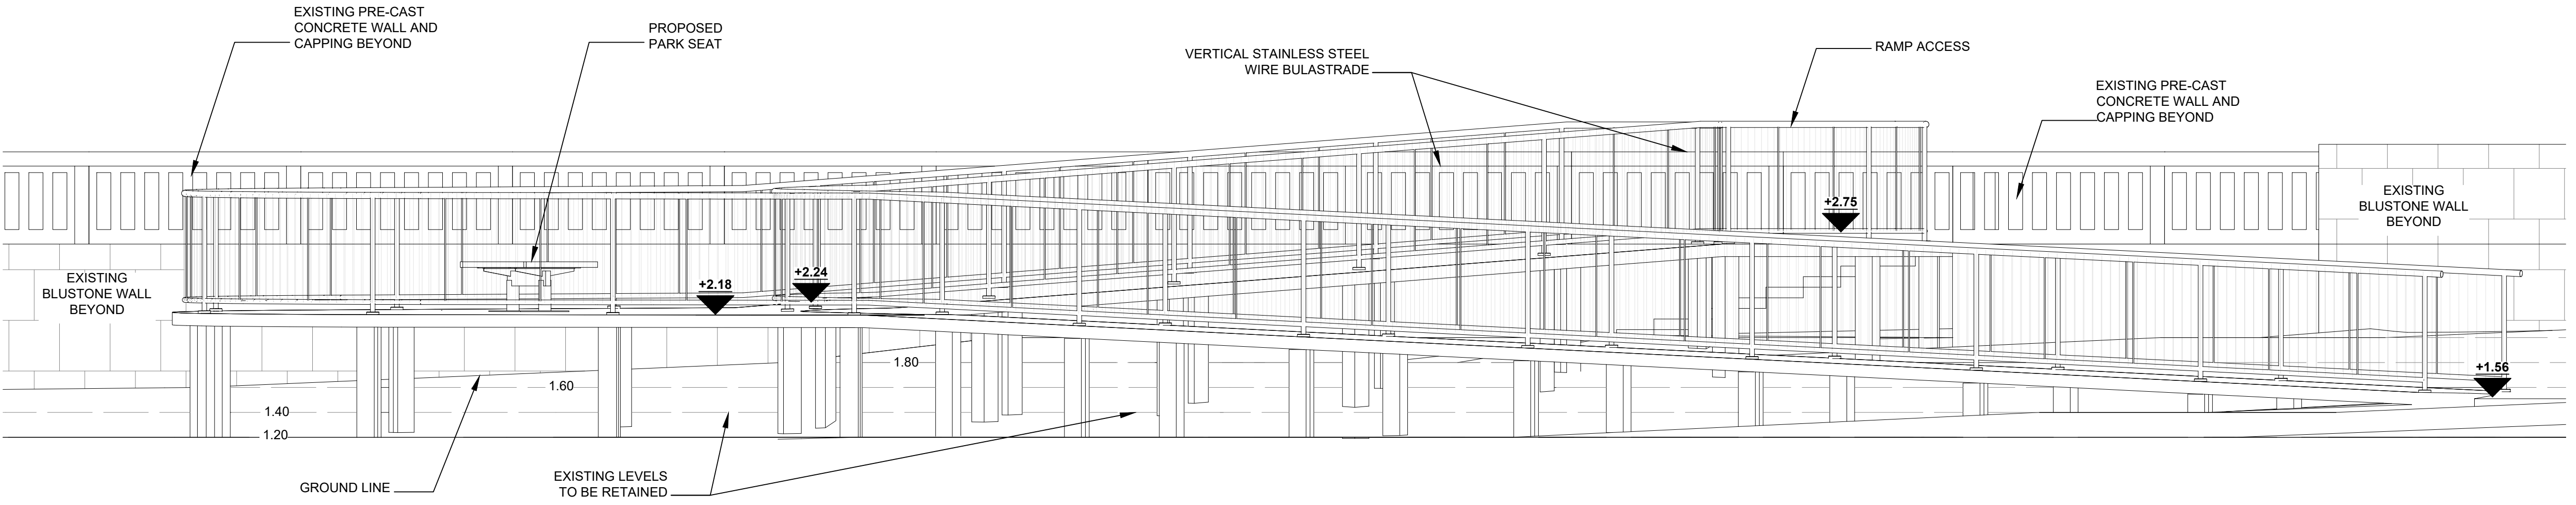 EXISTING PRE-CAST
CONCRETE WALL AND
CAPPING BEYOND
PROPOSED
PARK SEAT
VERTICAL STAINLESS STEEL
WIRE BULASTRADE
RAMP ACCESS
EXISTING PRE-CAST
CONCRETE WALL AND
CAPPING BEYOND
EXISTING
BLUSTONE WALL
BEYOND
+2.75
EXISTING
BLUSTONE WALL
BEYOND
+2.18
+2.24
+1.56
1.80
1.60
1.40
1.20
GROUND LINE
EXISTING LEVELS
TO BE RETAINED